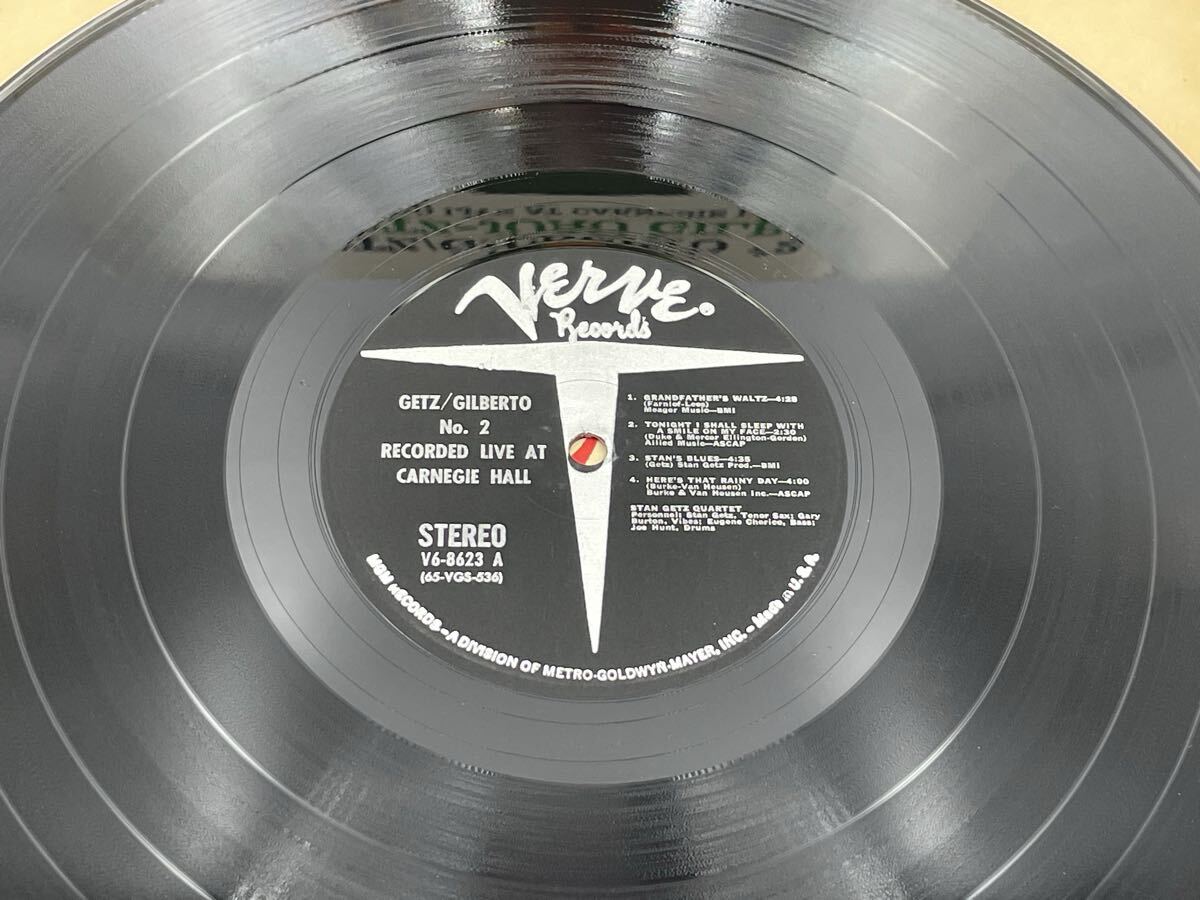 VERVE
Records
GETZ/GILBERTO
No. 2
RECORDED LIVE AT
CARNEGIE HALL
STEREO
V6-8623 A
(65-VGS-536)
1. GRANDFATHER'S WALTZ—4:28
(Farnlof-Lees)
Meager Music—BMI
2. TONIGHT I SHALL SLEEP WITH
A SMILE ON MY FACE—2:30
(Duke & Mercer Ellington-Gordon)
Allied Music—ASCAP
3. STAN'S BLUES—4:35
(Getz) Stan Getz Prod.—BMI
4. HERE'S THAT RAINY DAY—4:00
(Burke-Van Heusen)
Burke & Van Heusen Inc.—ASCAP
STAN GETZ QUARTET
Personnel: Stan Getz, Tenor Sax; Gary
Burton, Vibes; Eugene Cherico, Bass;
Joe Hunt, Drums
MGM RECORDS - A DIVISION OF METRO-GOLDWYN-MAYER, INC. - Made in U.S.A.